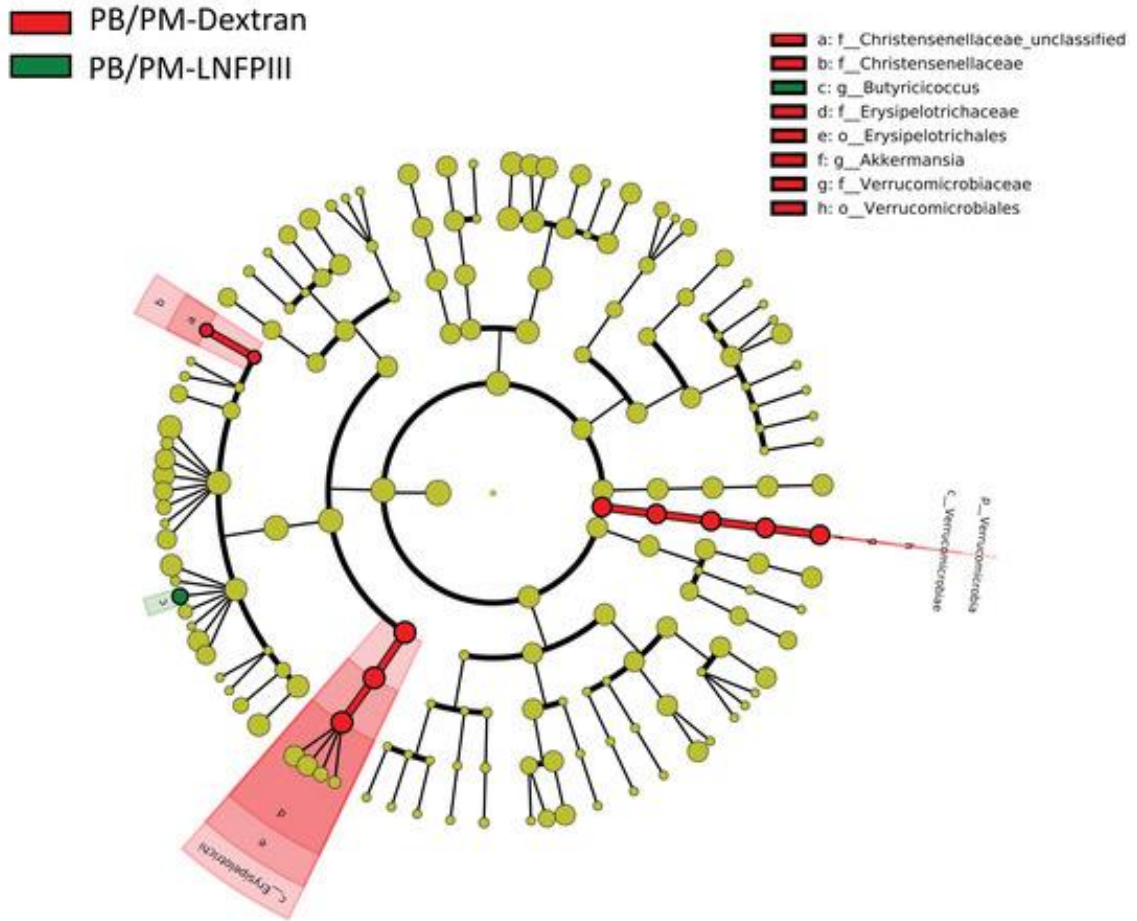 PB/PM-Dextran
PB/PM-LNFPIII
a: f__Christensenellaceae_unclassified
b: f__Christensenellaceae
c: g__Butyricicoccus
d: f__Erysipelotrichaceae
e: o__Erysipelotrichales
f: g__Akkermansia
g: f__Verrucomicrobiaceae
h: o__Verrucomicrobiales
b
a
f
g
h
c__Verrucomicrobiae
p__Verrucomicrobia
c
d
e
c__Erysipelotrichi